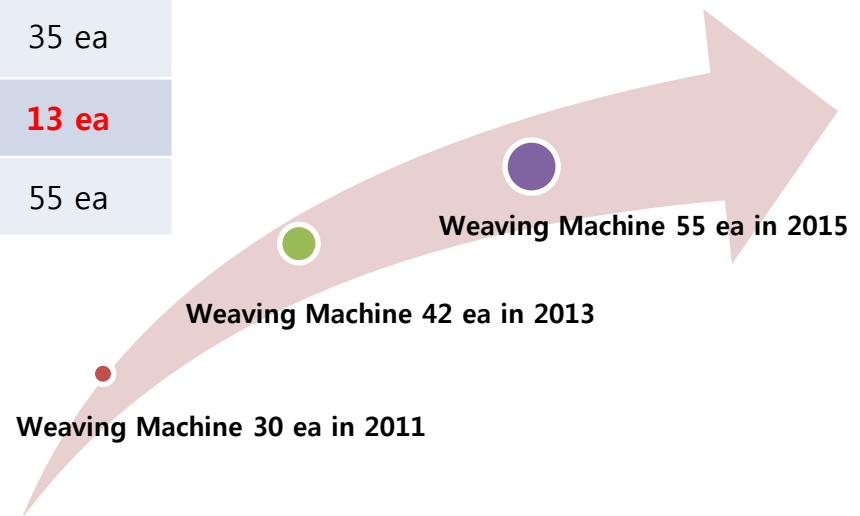 35 ea
13 ea
55 ea
Weaving Machine 55 ea in 2015
Weaving Machine 42 ea in 2013
Weaving Machine 30 ea in 2011